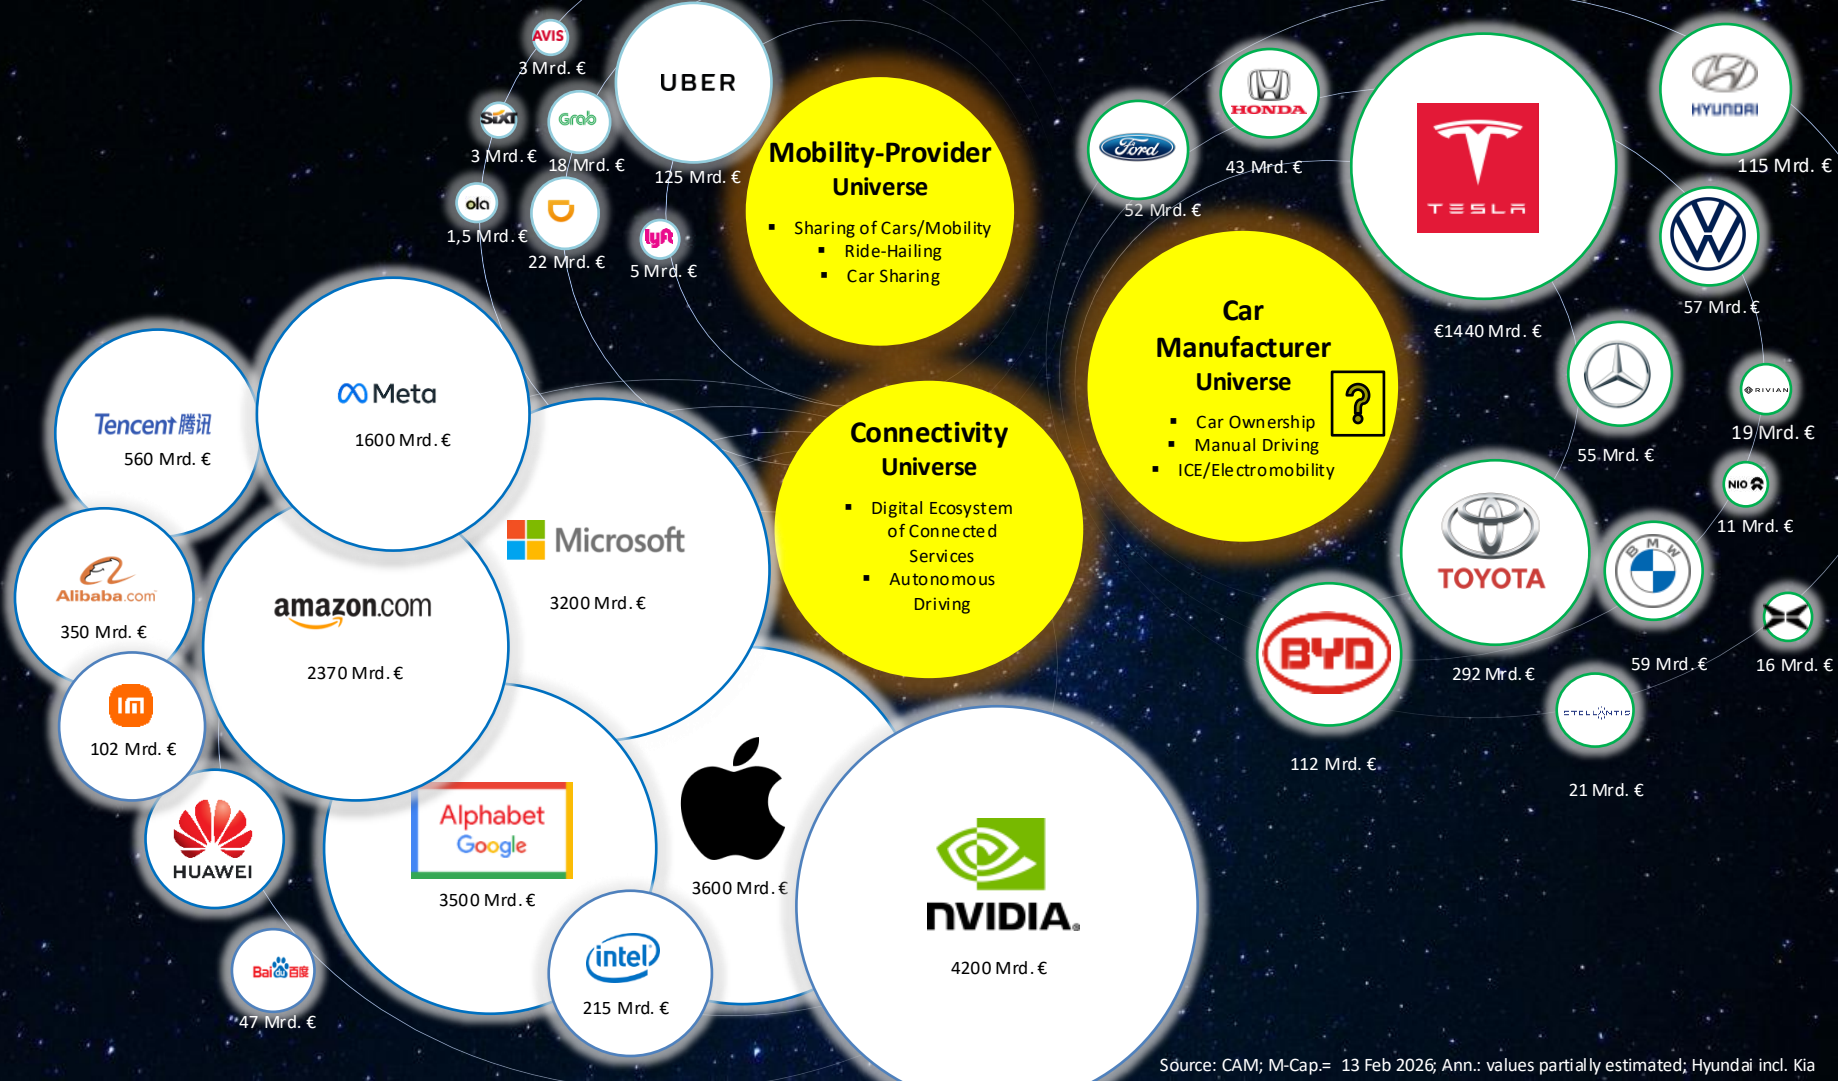 AVIS
3 Mrd. €
SIXT
3 Mrd. €
Grab
18 Mrd. €
UBER
125 Mrd. €
ola
1,5 Mrd. €
22 Mrd. €
lyft
5 Mrd. €
Mobility-Provider
Universe
▪ Sharing of Cars/Mobility
▪ Ride-Hailing
▪ Car Sharing
Ford
52 Mrd. €
HONDA
43 Mrd. €
TESLA
€1440 Mrd. €
HYUNDAI
115 Mrd. €
57 Mrd. €
55 Mrd. €
RIVIAN
19 Mrd. €
NIO
11 Mrd. €
16 Mrd. €
BMW
59 Mrd. €
TOYOTA
292 Mrd. €
BYD
112 Mrd. €
STELLANTIS
21 Mrd. €
Car
Manufacturer
Universe
▪ Car Ownership
▪ Manual Driving
▪ ICE/Electromobility
?
Connectivity
Universe
▪ Digital Ecosystem
of Connected
Services
▪ Autonomous
Driving
Tencent 腾讯
560 Mrd. €
Meta
1600 Mrd. €
Microsoft
3200 Mrd. €
Alibaba.com
350 Mrd. €
amazon.com
2370 Mrd. €
102 Mrd. €
HUAWEI
Alphabet
Google
3500 Mrd. €
3600 Mrd. €
NVIDIA®
4200 Mrd. €
intel
215 Mrd. €
Bai du 百度
47 Mrd. €
Source: CAM; M-Cap.= 13 Feb 2026; Ann.: values partially estimated; Hyundai incl. Kia